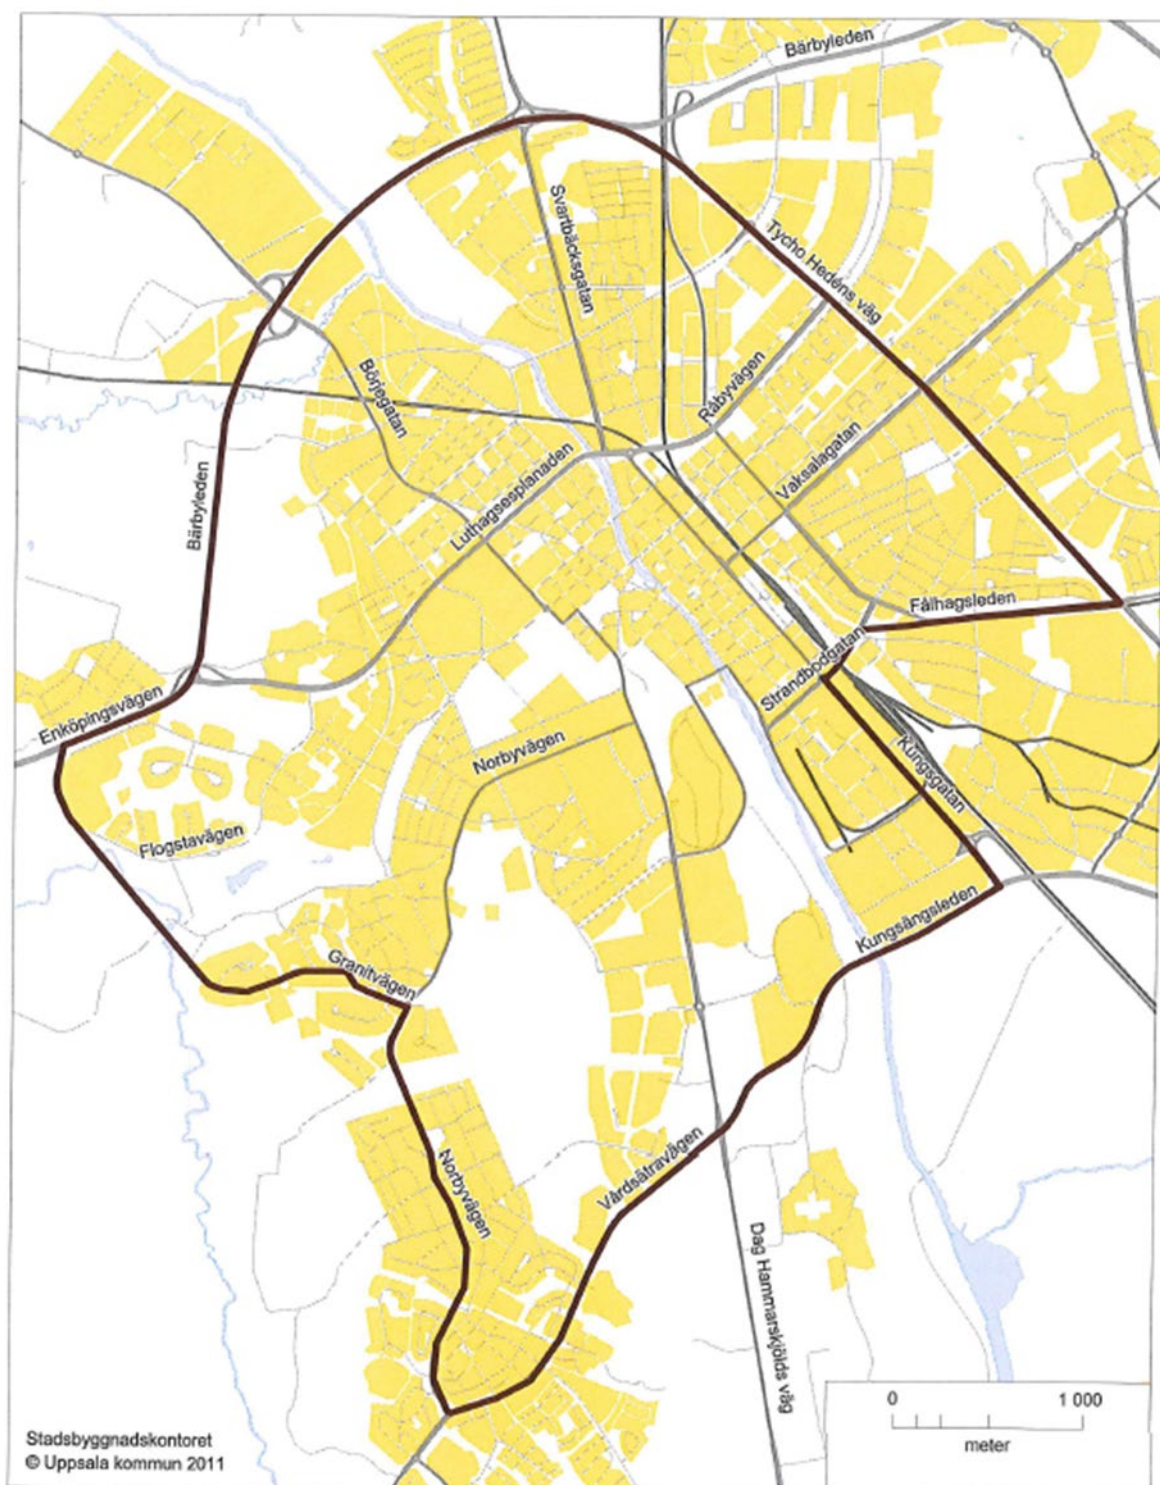 Bärbyleden
Svartbäcksgatan
Tycho Hedéns väg
Börjegatan
Råbyvägen
Vaksalagatan
Luthagsesplanaden
Bärbyleden
Fålhagsleden
Strandbodgatan
Enköpingsvägen
Norbyvägen
Kungsgatan
Flogstavägen
Kungsängsleden
Granitvägen
Norbyvägen
Vårdsätravägen
Dag Hammarskjölds väg
0 1 000
meter
Stadsbyggnadskontoret
© Uppsala kommun 2011